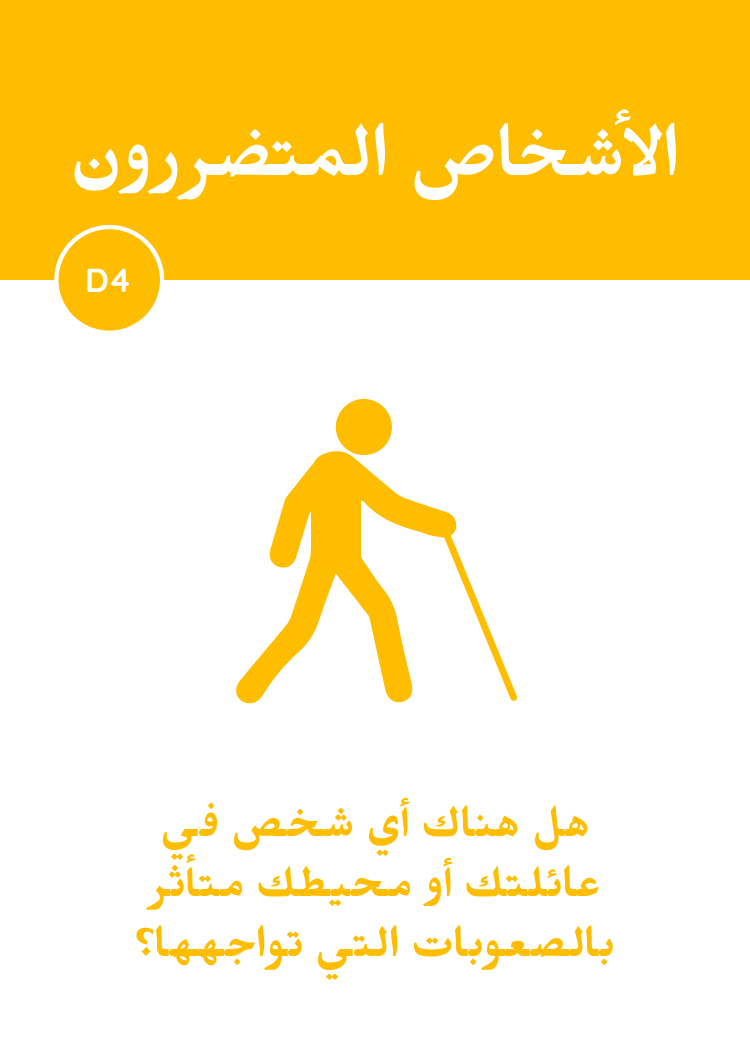 الأشخاص المتضررون
D4
هل هناك أي شخص في
عائلتك أو محيطك متأثر
بالصعوبات التي تواجهها؟